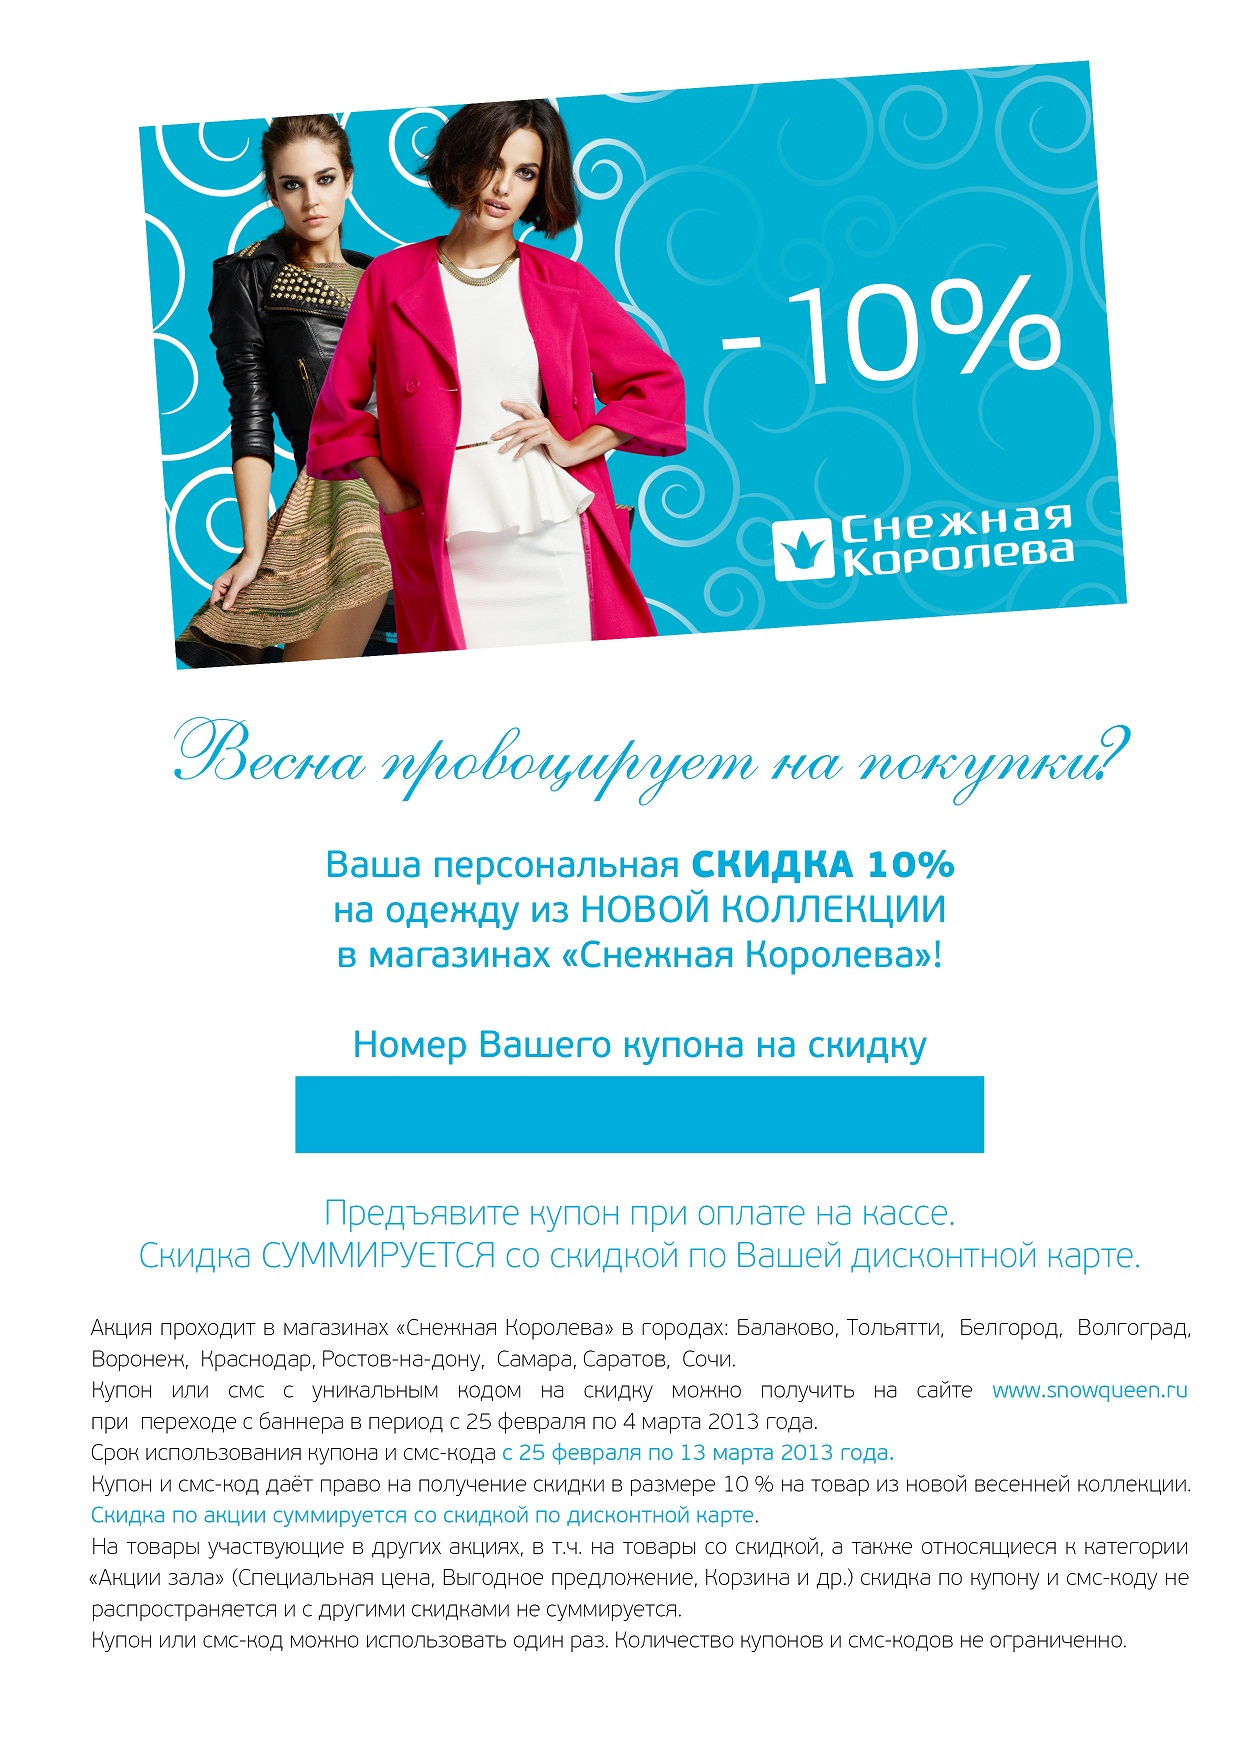 - 10%
Снежная
Королева
Весна провоцирует на покупки?
Ваша персональная СКИДКА 10%
на одежду из НОВОЙ КОЛЛЕКЦИИ
в магазинах «Снежная Королева»!
Номер Вашего купона на скидку
Предъявите купон при оплате на кассе.
Скидка СУММИРУЕТСЯ со скидкой по Вашей дисконтной карте.
Акция проходит в магазинах «Снежная Королева» в городах: Балаково, Тольятти, Белгород, Волгоград,
Воронеж, Краснодар, Ростов-на-дону, Самара, Саратов, Сочи.
Купон или смс с уникальным кодом на скидку можно получить на сайте www.snowqueen.ru
при переходе с баннера в период с 25 февраля по 4 марта 2013 года.
Срок использования купона и смс-кода с 25 февраля по 13 марта 2013 года.
Купон и смс-код даёт право на получение скидки в размере 10 % на товар из новой весенней коллекции.
Скидка по акции суммируется со скидкой по дисконтной карте.
На товары участвующие в других акциях, в т.ч. на товары со скидкой, а также относящиеся к категории
«Акции зала» (Специальная цена, Выгодное предложение, Корзина и др.) скидка по купону и смс-коду не
распространяется и с другими скидками не суммируется.
Купон или смс-код можно использовать один раз. Количество купонов и смс-кодов не ограниченно.